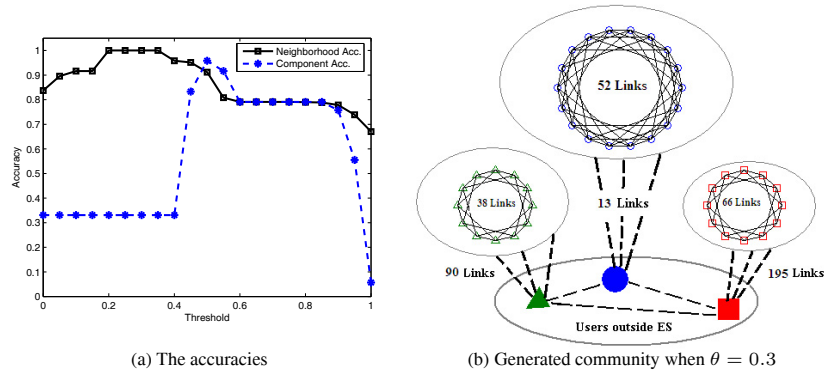 1
0.9
0.8
0.7
0.6
0.5
0.4
0.3
0.2
0.1
0
Accuracy
0 0.2 0.4 0.6 0.8 1
Threshold
Neighborhood Acc.
Component Acc.
(a) The accuracies
52 Links
38 Links
13 Links
66 Links
90 Links
195 Links
Users outside ES
(b) Generated community when θ = 0.3